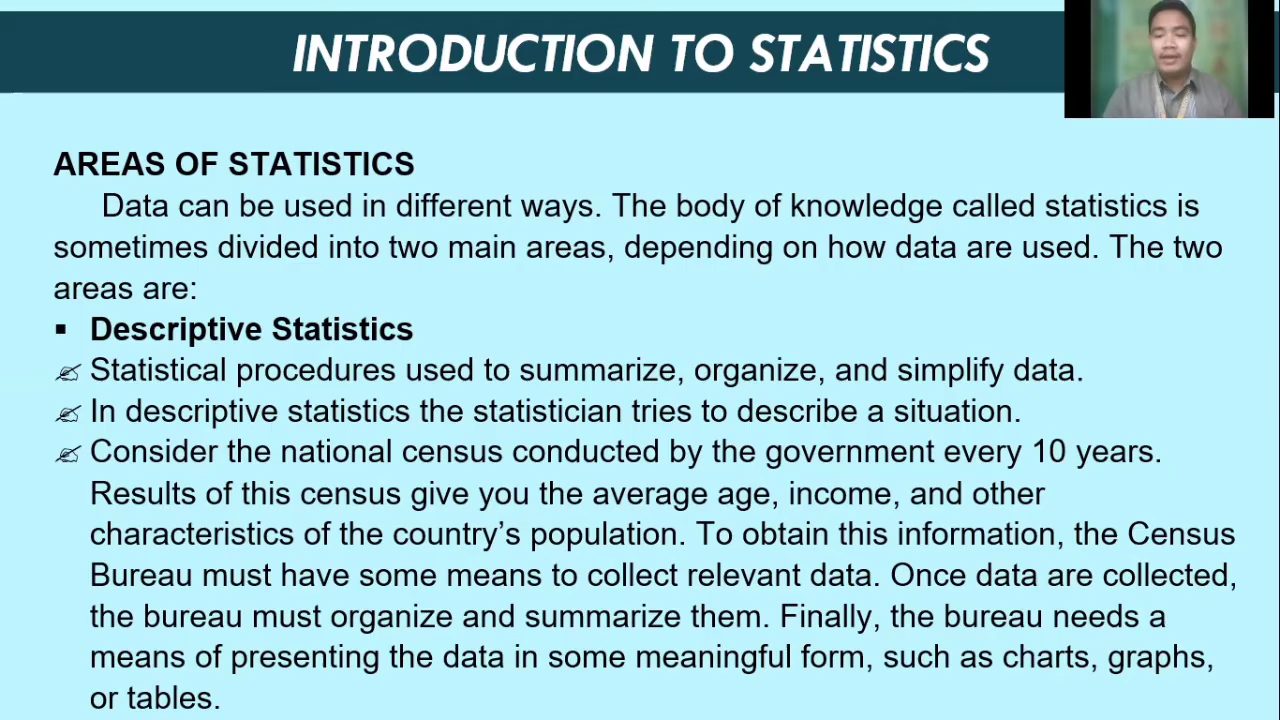 INTRODUCTION TO STATISTICS
AREAS OF STATISTICS
Data can be used in different ways. The body of knowledge called statistics is
sometimes divided into two main areas, depending on how data are used. The two
areas are:
▪ Descriptive Statistics
Statistical procedures used to summarize, organize, and simplify data.
In descriptive statistics the statistician tries to describe a situation.
Consider the national census conducted by the government every 10 years.
Results of this census give you the average age, income, and other
characteristics of the country’s population. To obtain this information, the Census
Bureau must have some means to collect relevant data. Once data are collected,
the bureau must organize and summarize them. Finally, the bureau needs a
means of presenting the data in some meaningful form, such as charts, graphs,
or tables.